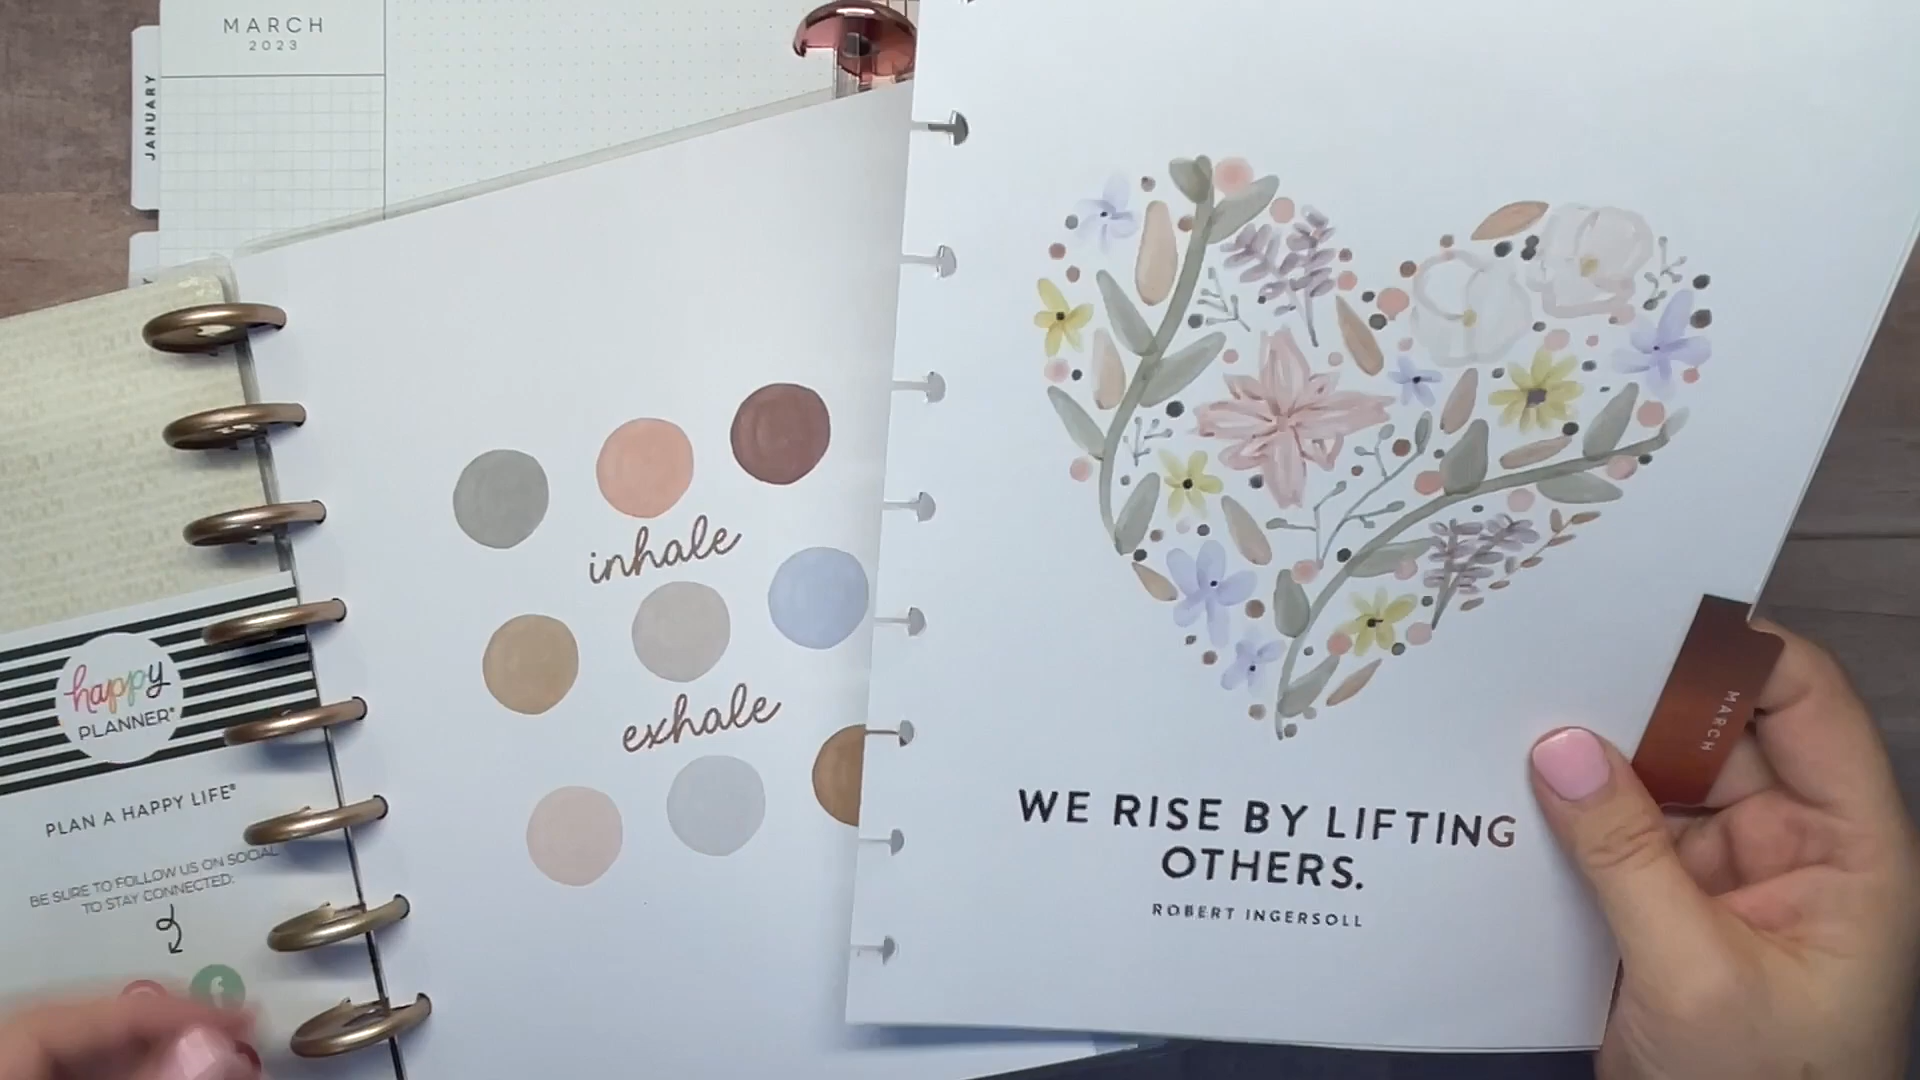 MARCH
2023
JANUARY
inhale
exhale
happy
PLANNER®
PLAN A HAPPY LIFE®
BE SURE TO FOLLOW US ON SOCIAL
TO STAY CONNECTED:
f
WE RISE BY LIFTING
OTHERS.
ROBERT INGERSOLL
MARCH